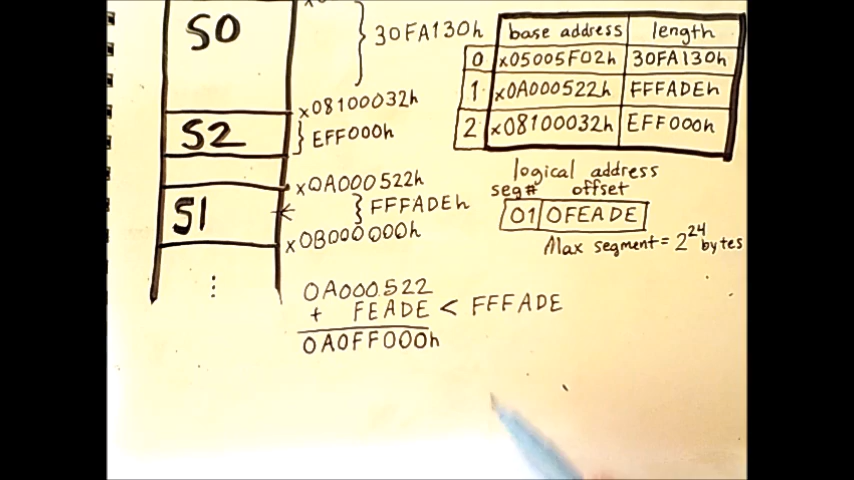 S0
30FA130h
x08100032h
S2
EFF000h
x0A000522h
S1
FFFADEh
x0B000000h
⋮
base address length
0 x05005F02h 30FA130h
1 x0A000522h FFFADEh
2 x08100032h EFF000h
logical address
seg# offset
01 0FEADE
Max segment = 2^24 bytes
0A000522
+ FEADE < FFFADE
0A0FF000h